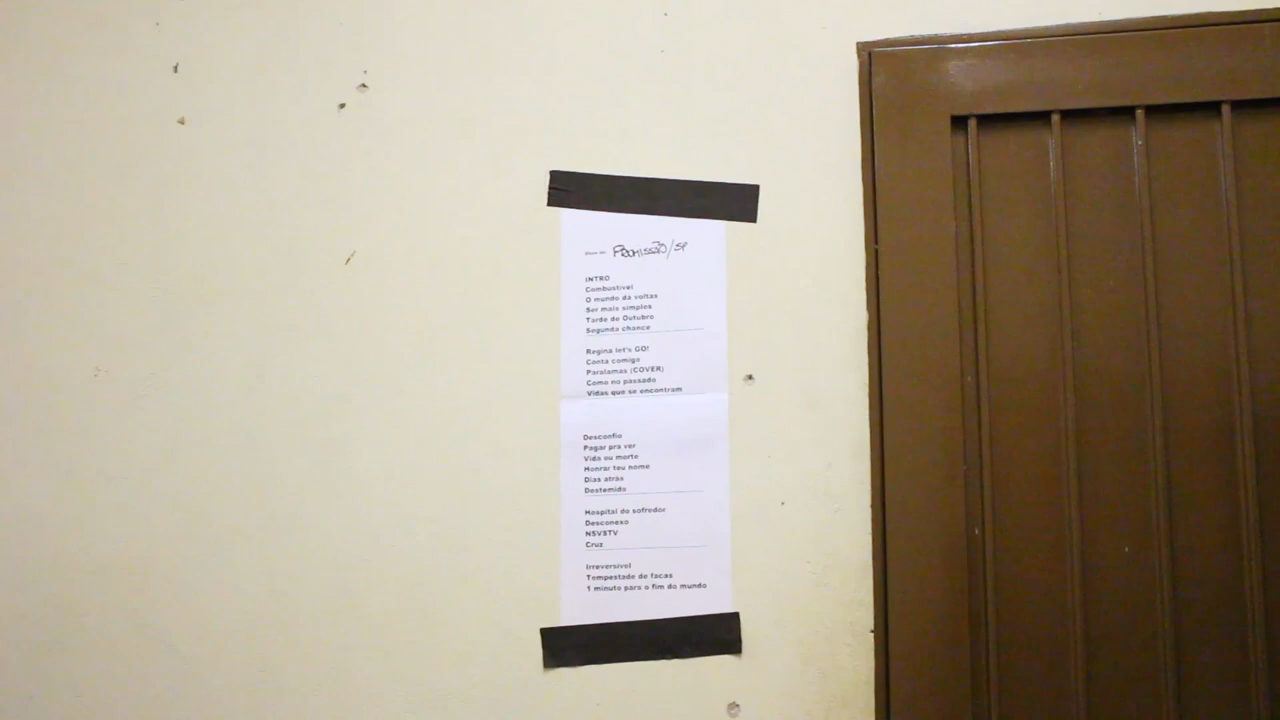 Show em: PROMISSÃO/SP
INTRO
Combustível
O mundo da voltas
Ser mais simples
Tarde de Outubro
Segunda chance
Regina let's GO!
Conta comigo
Paralamas (COVER)
Como no passado
Vidas que se encontram
Desconfio
Pagar pra ver
Vida ou morte
Honrar teu nome
Dias atrás
Destemido
Hospital do sofredor
Desconexo
NSVSTV
Cruz
Irreversível
Tempestade de facas
1 minuto para o fim do mundo